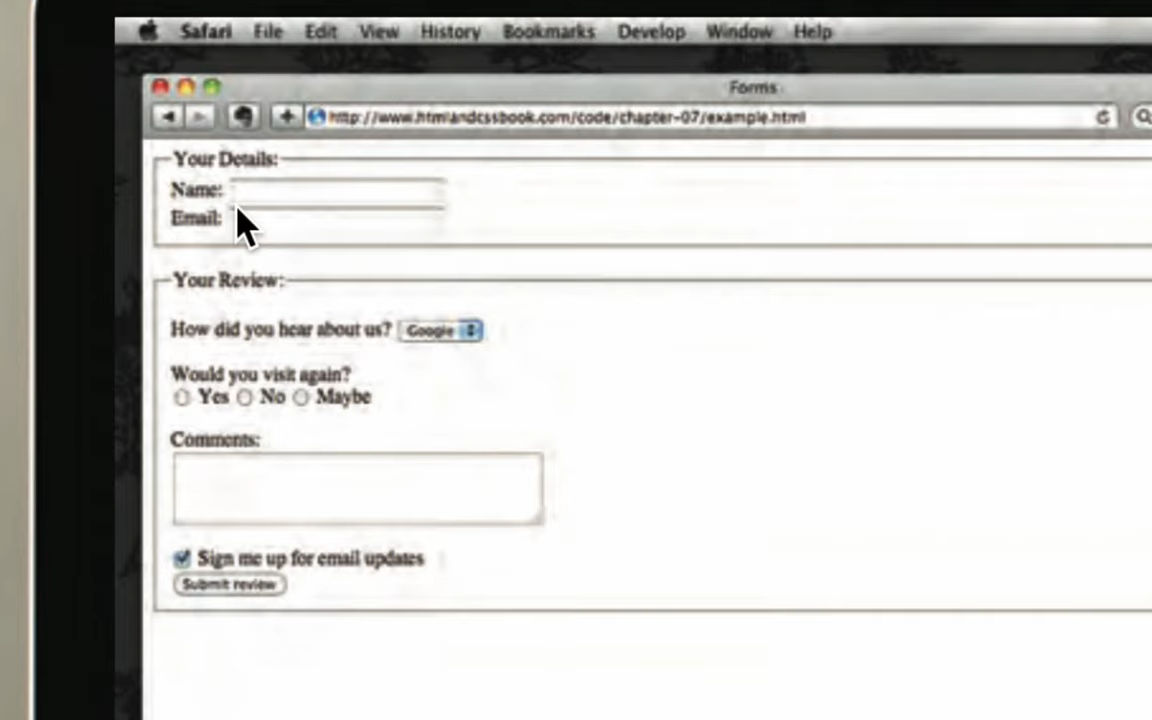 Safari File Edit View History Bookmarks Develop Window Help
Forms
http://www.htmlandcssbook.com/code/chapter-07/example.html
Your Details:
Name:
Email:
Your Review:
How did you hear about us? Google
Would you visit again?
Yes No Maybe
Comments:
Sign me up for email updates
Submit review